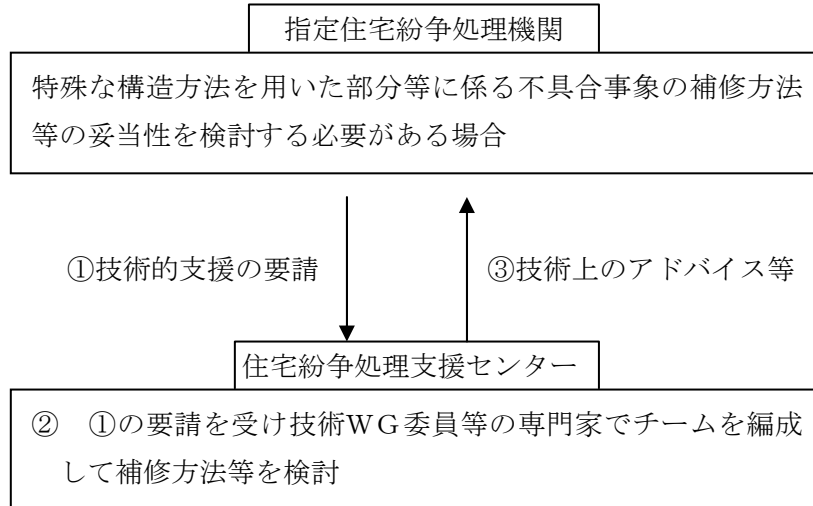 指定住宅紛争処理機関
特殊な構造方法を用いた部分等に係る不具合事象の補修方法
等の妥当性を検討する必要がある場合
①技術的支援の要請
③技術上のアドバイス等
住宅紛争処理支援センター
②　①の要請を受け技術ＷＧ委員等の専門家でチームを編成
して補修方法等を検討